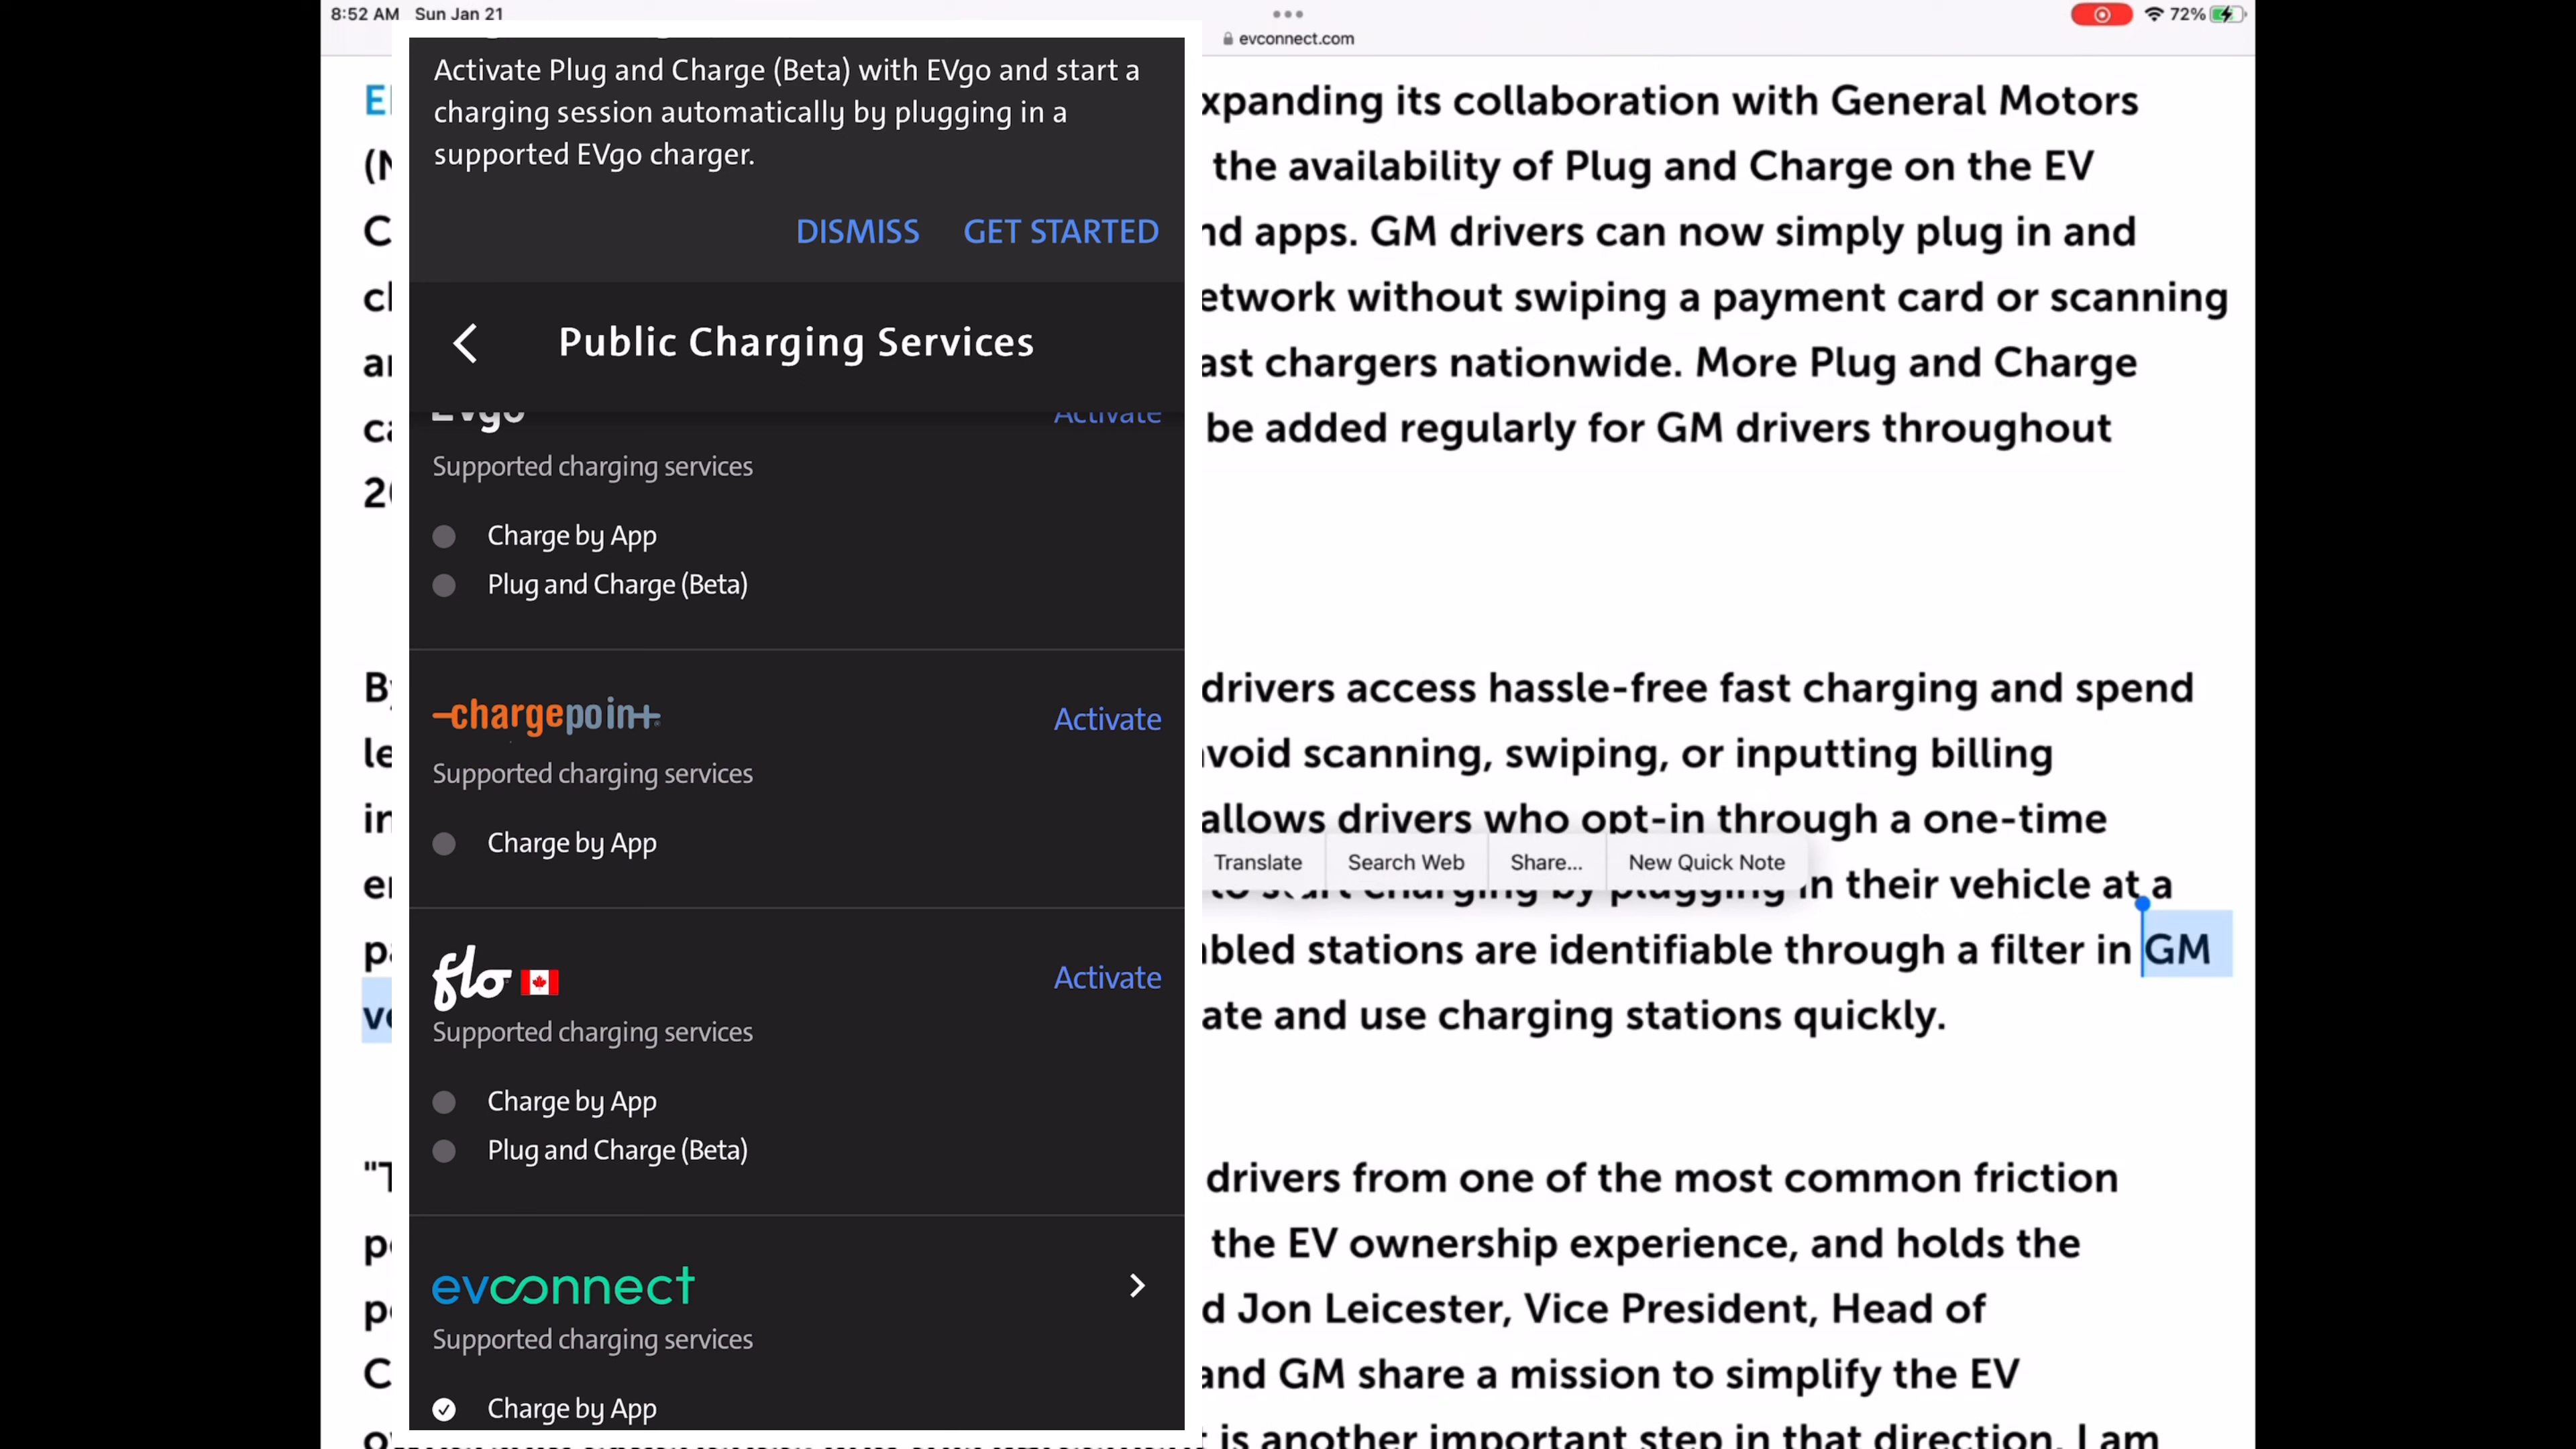 8:52 AM Sun Jan 21
72%
evconnect.com
Activate Plug and Charge (Beta) with EVgo and start a
charging session automatically by plugging in a
supported EVgo charger.
DISMISS GET STARTED
Public Charging Services
EVgo Activate
Supported charging services
Charge by App
Plug and Charge (Beta)
chargepoin+ Activate
Supported charging services
Charge by App
flo Activate
Supported charging services
Charge by App
Plug and Charge (Beta)
evconnect
Supported charging services
Charge by App
xpanding its collaboration with General Motors
the availability of Plug and Charge on the EV
nd apps. GM drivers can now simply plug in and
etwork without swiping a payment card or scanning
ast chargers nationwide. More Plug and Charge
be added regularly for GM drivers throughout
drivers access hassle-free fast charging and spend
void scanning, swiping, or inputting billing
allows drivers who opt-in through a one-time
Translate Search Web Share... New Quick Note
to start charging by plugging in their vehicle at a
bled stations are identifiable through a filter in GM
ate and use charging stations quickly.
drivers from one of the most common friction
the EV ownership experience, and holds the
d Jon Leicester, Vice President, Head of
and GM share a mission to simplify the EV
is another important step in that direction. I am